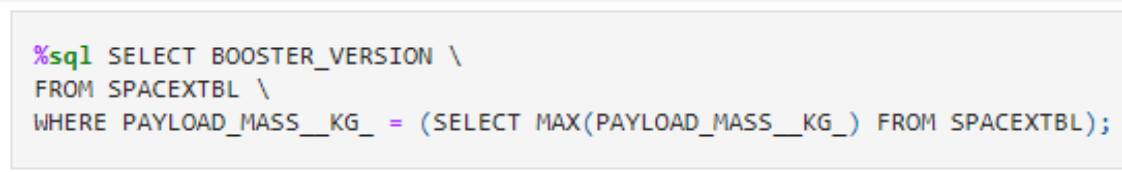 %sql SELECT BOOSTER_VERSION \
FROM SPACEXTBL \
WHERE PAYLOAD_MASS__KG_ = (SELECT MAX(PAYLOAD_MASS__KG_) FROM SPACEXTBL);